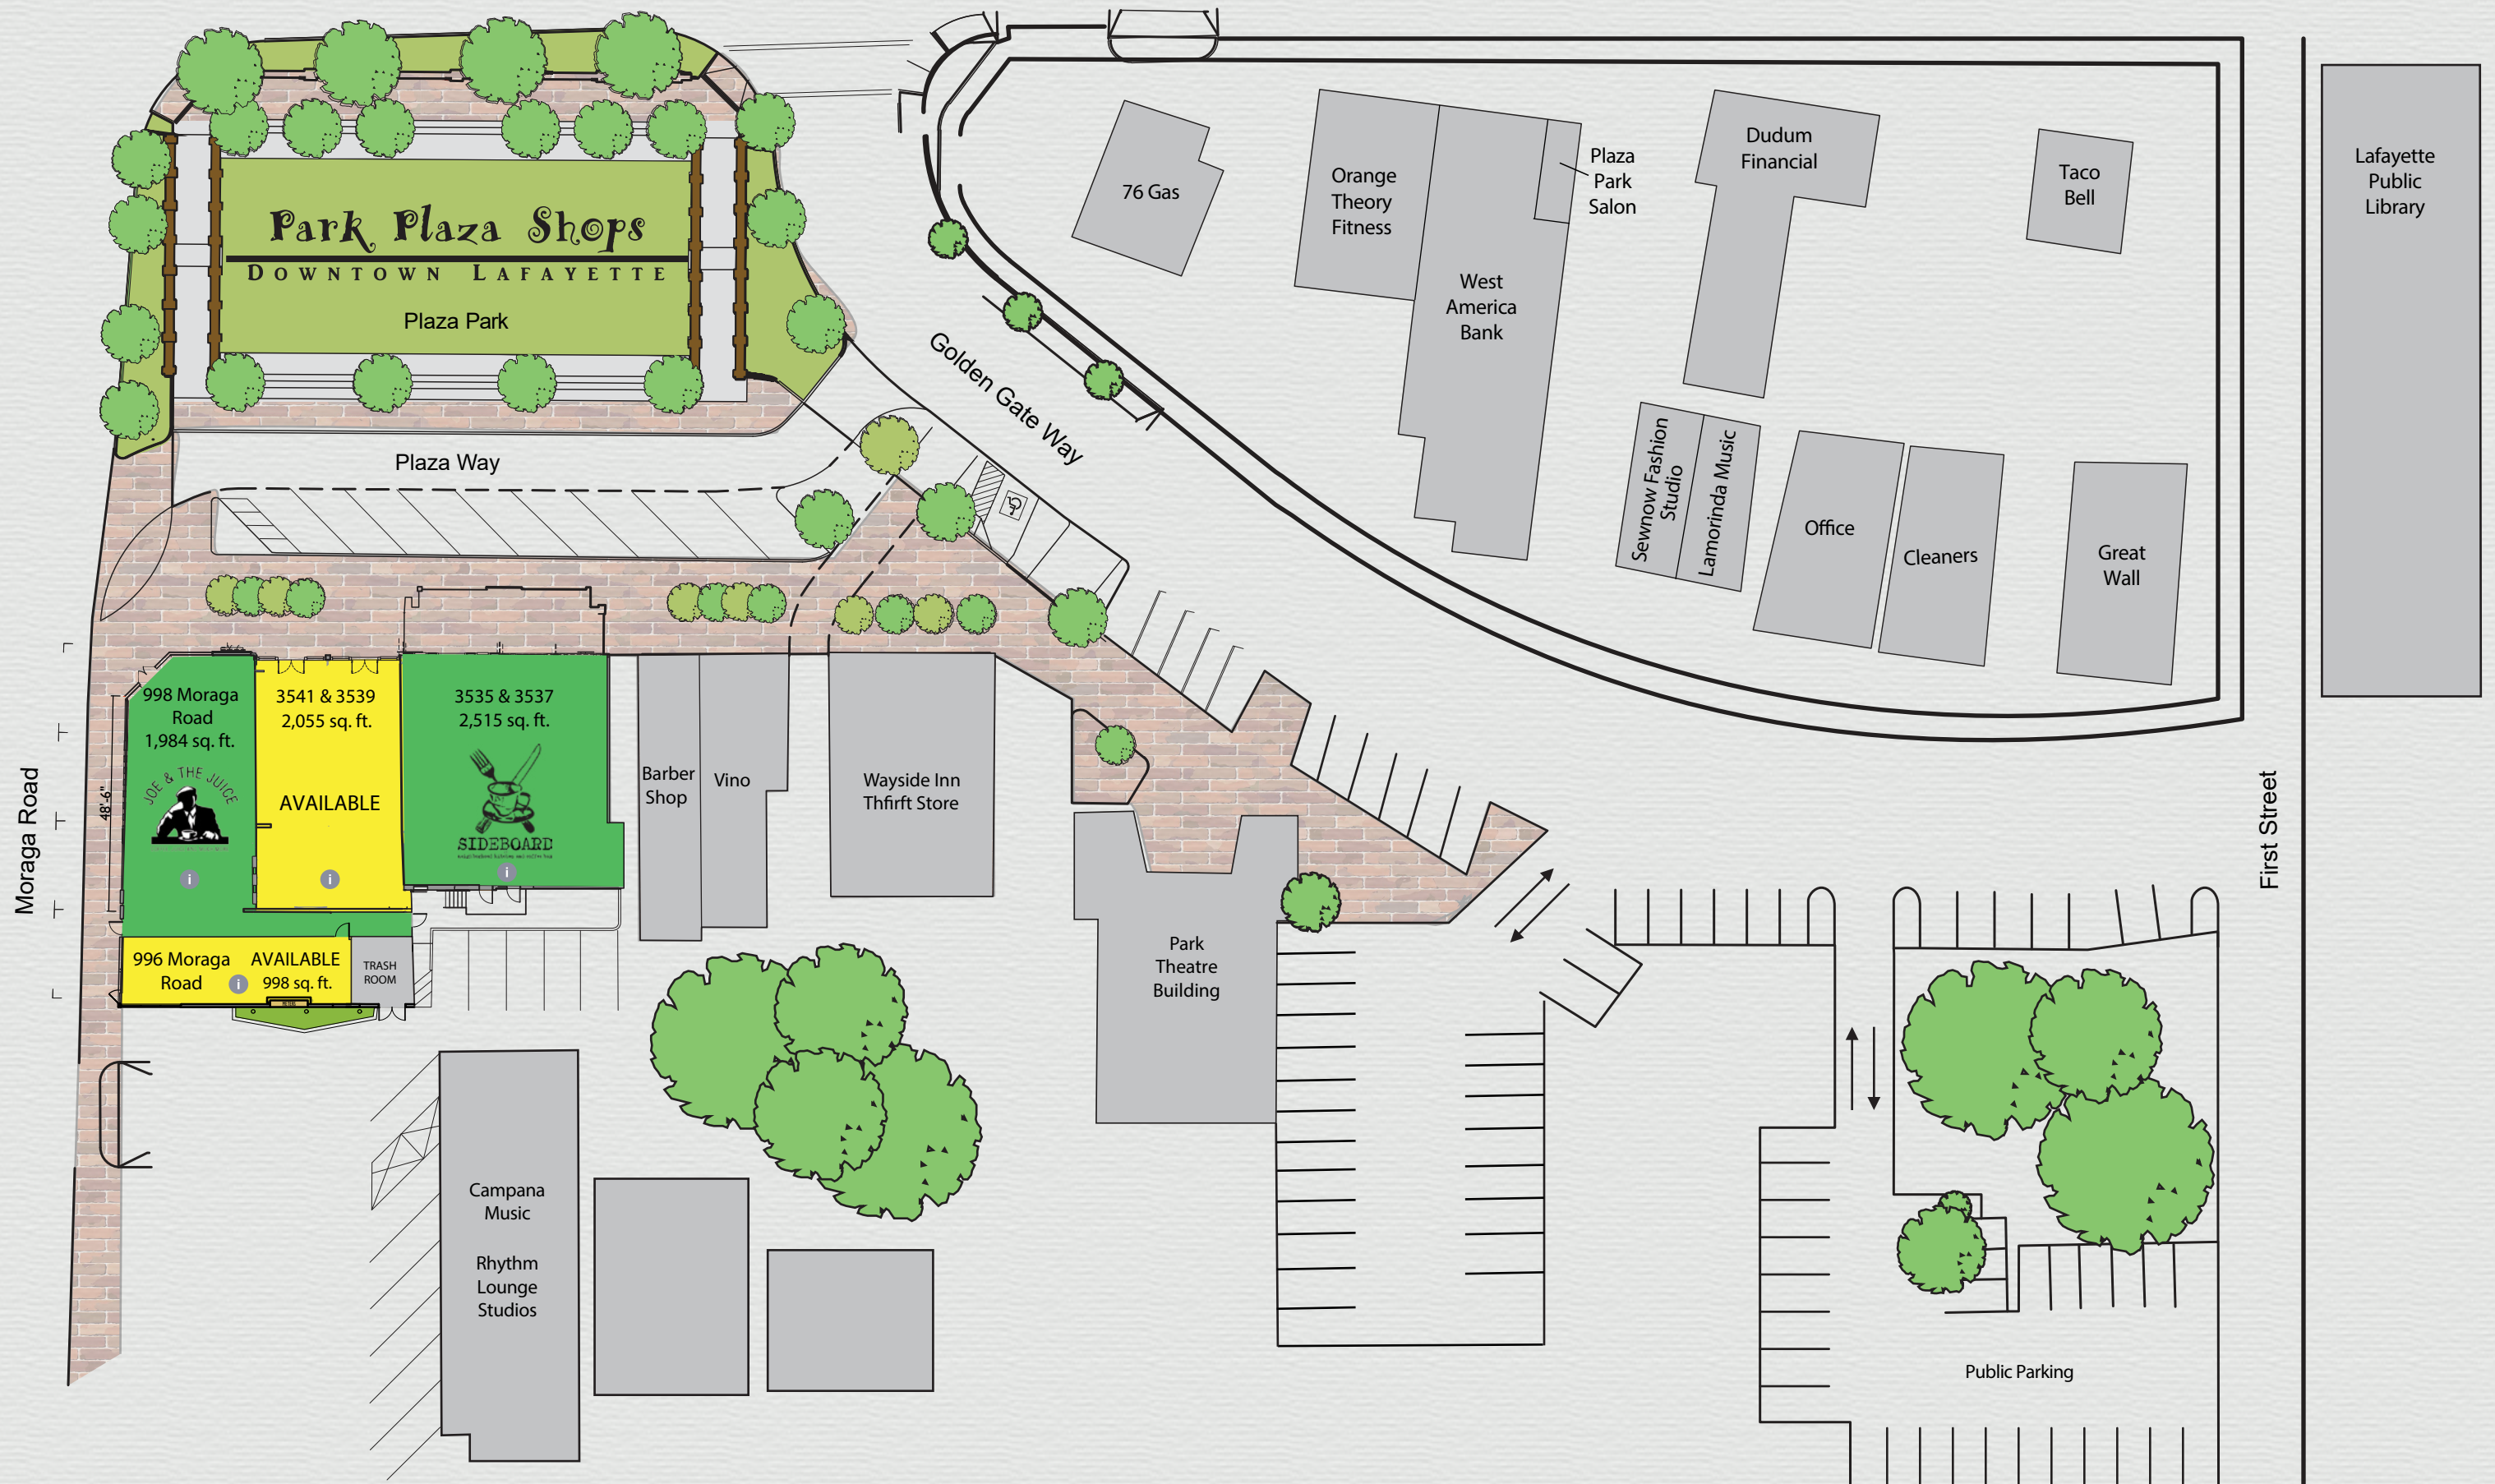 Park Plaza Shops
DOWNTOWN LAFAYETTE
Plaza Park
Plaza Way
Golden Gate Way
76 Gas
Orange
Theory
Fitness
West
America
Bank
Plaza
Park
Salon
Dudum
Financial
Taco
Bell
Lafayette
Public
Library
Sewnow Fashion
Studio
Lamorinda Music
Office
Cleaners
Great
Wall
Moraga Road
998 Moraga
Road
1,984 sq. ft.
JOE & THE JUICE
48'-6"
i
3541 & 3539
2,055 sq. ft.
AVAILABLE
i
3535 & 3537
2,515 sq. ft.
SIDEBOARD
neighborhood kitchen and coffee bar
i
Barber
Shop
Vino
Wayside Inn
Thfirft Store
996 Moraga
Road
i
AVAILABLE
998 sq. ft.
TRASH
ROOM
Park
Theatre
Building
First Street
Campana
Music
Rhythm
Lounge
Studios
Public Parking